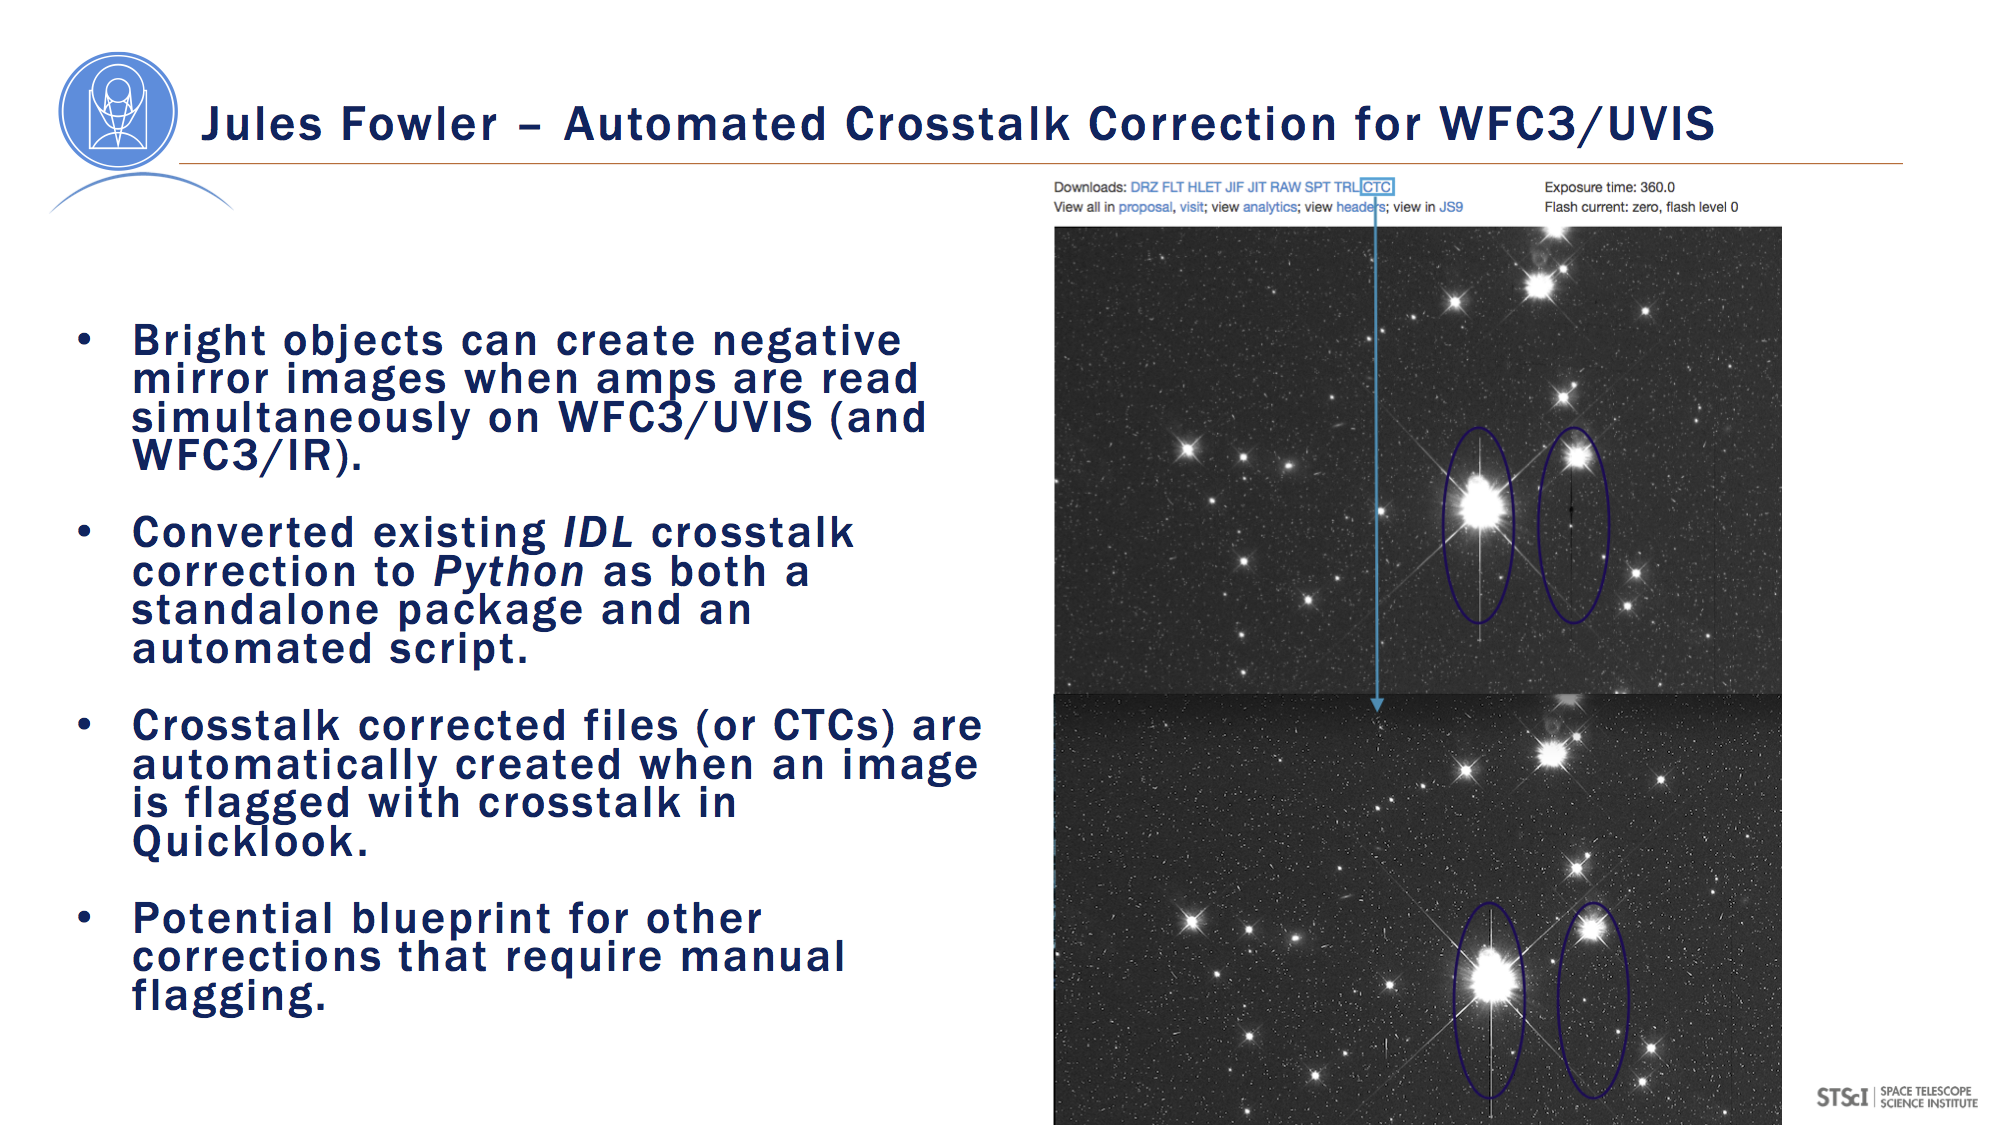 Jules Fowler – Automated Crosstalk Correction for WFC3/UVIS
Downloads: DRZ FLT HLET JIF JIT RAW SPT TRL CTC
Exposure time: 360.0
View all in proposal, visit; view analytics; view headers; view in JS9
Flash current: zero, flash level 0
• Bright objects can create negative
mirror images when amps are read
simultaneously on WFC3/UVIS (and
WFC3/IR).
• Converted existing IDL crosstalk
correction to Python as both a
standalone package and an
automated script.
• Crosstalk corrected files (or CTCs) are
automatically created when an image
is flagged with crosstalk in
Quicklook.
• Potential blueprint for other
corrections that require manual
flagging.
STScI | SPACE TELESCOPE
SCIENCE INSTITUTE